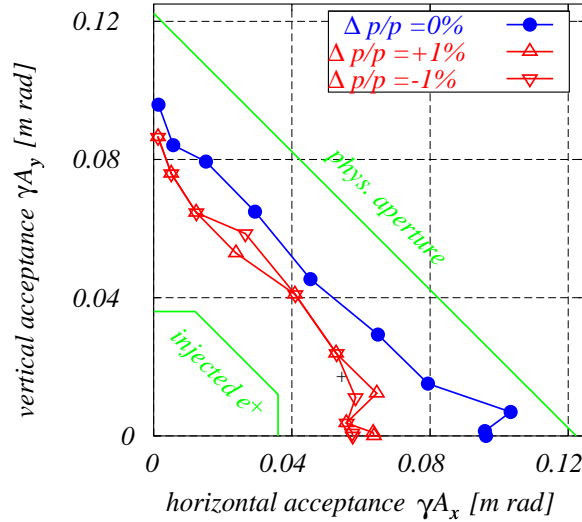 0.12
Δ p/p =0%
Δ p/p =+1%
Δ p/p =-1%
0.08
phys. aperture
vertical acceptance γA_y [m rad]
0.04
injected e+
0
0
0.04
0.08
0.12
horizontal acceptance γA_x [m rad]